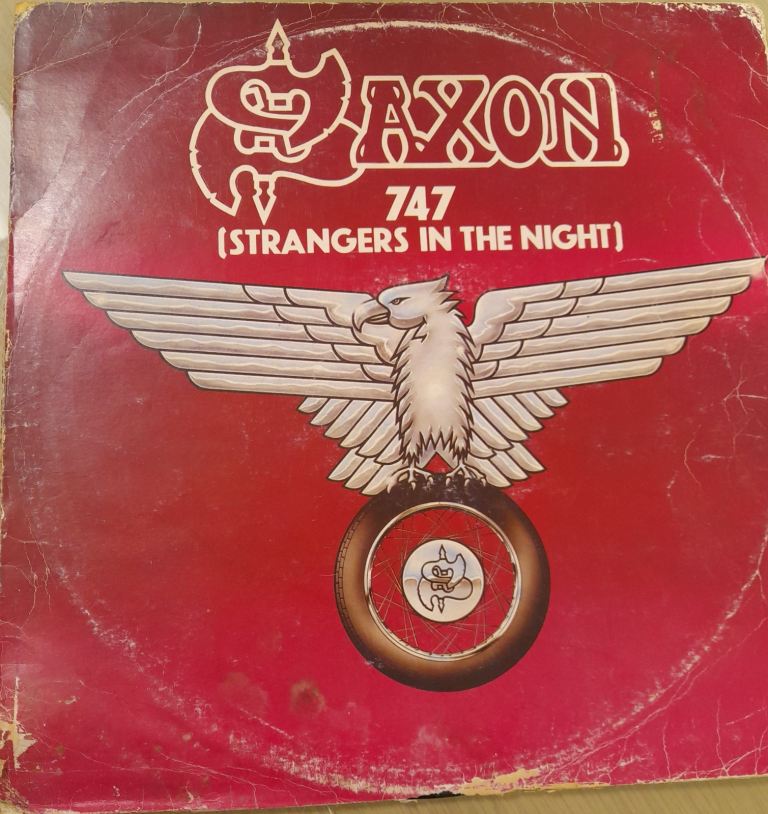 SAXON
747
(STRANGERS IN THE NIGHT)